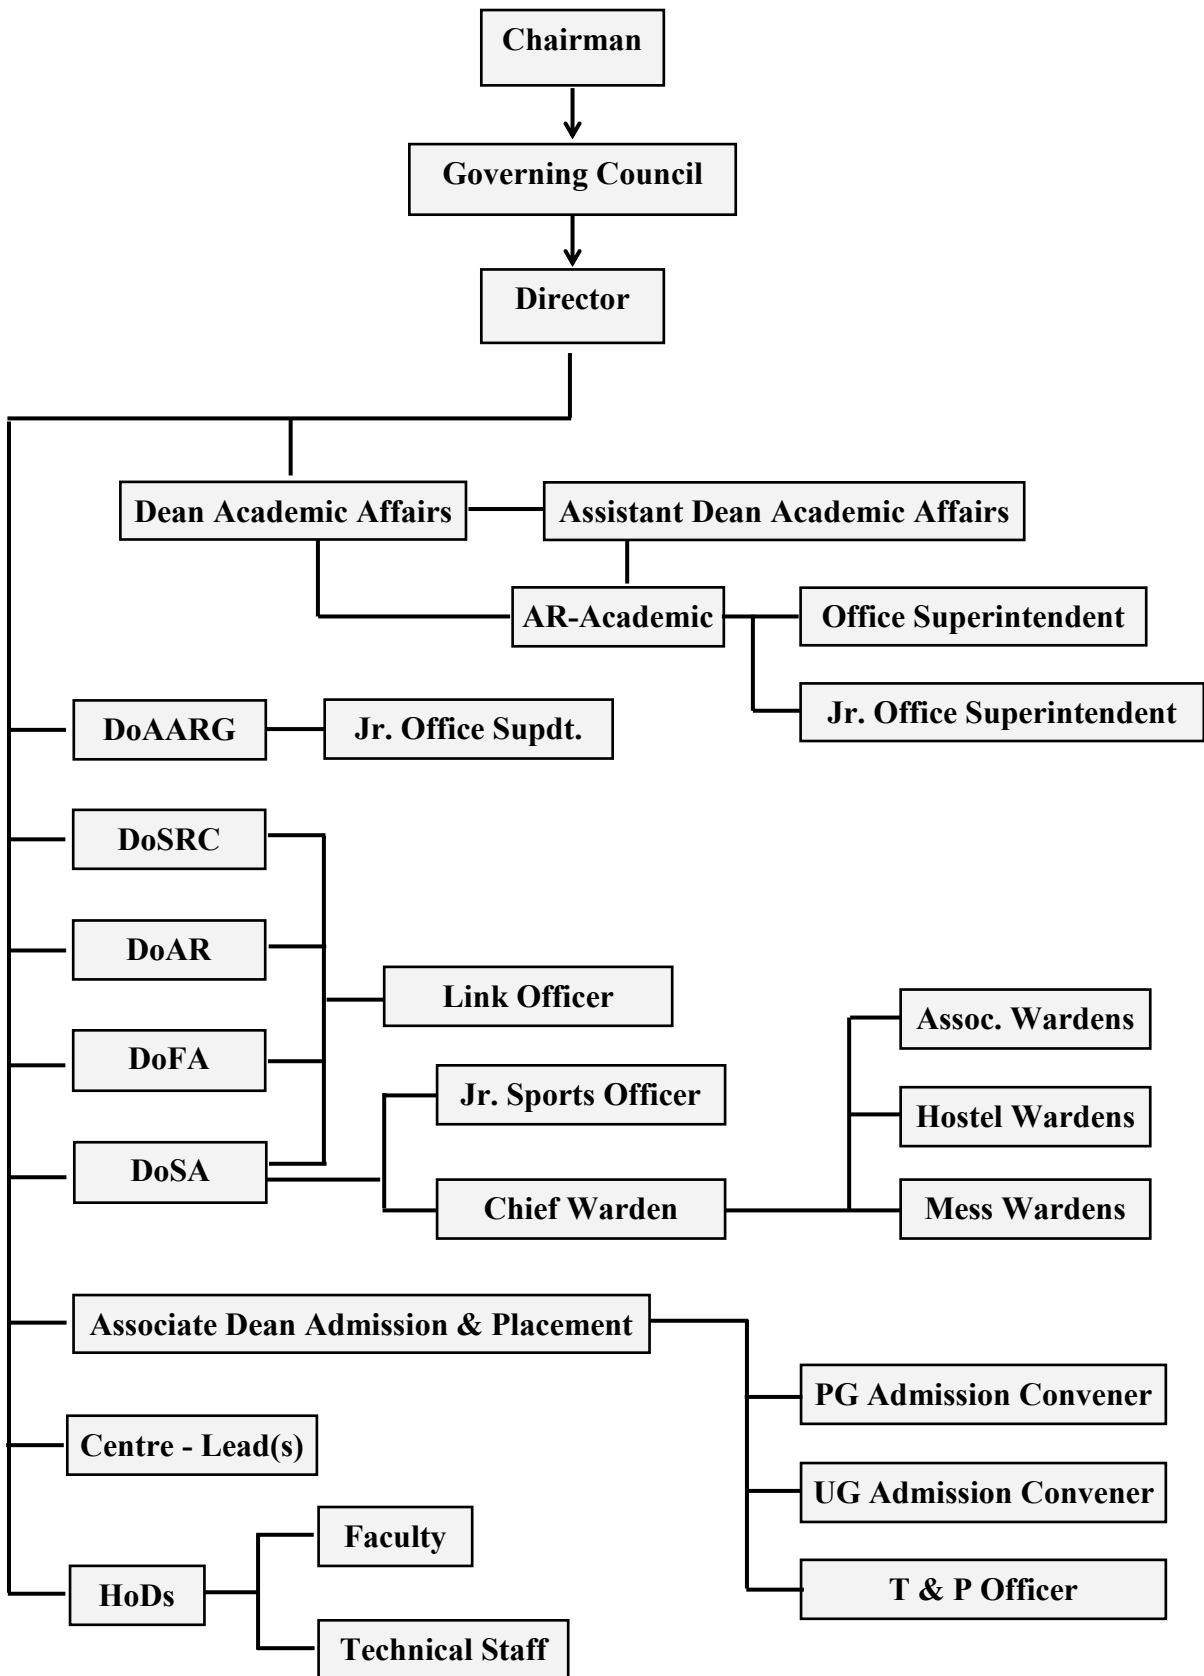 Chairman
Governing Council
Director
Dean Academic Affairs
Assistant Dean Academic Affairs
AR-Academic
Office Superintendent
Jr. Office Superintendent
DoAARG
Jr. Office Supdt.
DoSRC
DoAR
Link Officer
DoFA
DoSA
Jr. Sports Officer
Chief Warden
Assoc. Wardens
Hostel Wardens
Mess Wardens
Associate Dean Admission & Placement
PG Admission Convener
UG Admission Convener
T & P Officer
Centre - Lead(s)
HoDs
Faculty
Technical Staff